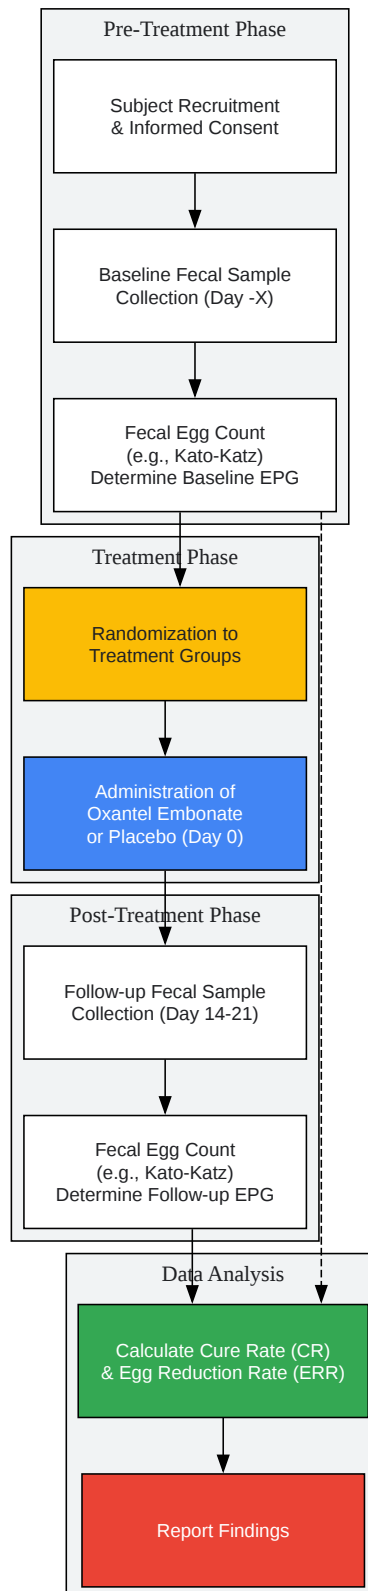 Pre-Treatment Phase
Subject Recruitment
& Informed Consent
Baseline Fecal Sample
Collection (Day -X)
Fecal Egg Count
(e.g., Kato-Katz)
Determine Baseline EPG
Treatment Phase
Randomization to
Treatment Groups
Administration of
Oxantel Embonate
or Placebo (Day 0)
Post-Treatment Phase
Follow-up Fecal Sample
Collection (Day 14-21)
Fecal Egg Count
(e.g., Kato-Katz)
Determine Follow-up EPG
Data Analysis
Calculate Cure Rate (CR)
& Egg Reduction Rate (ERR)
Report Findings